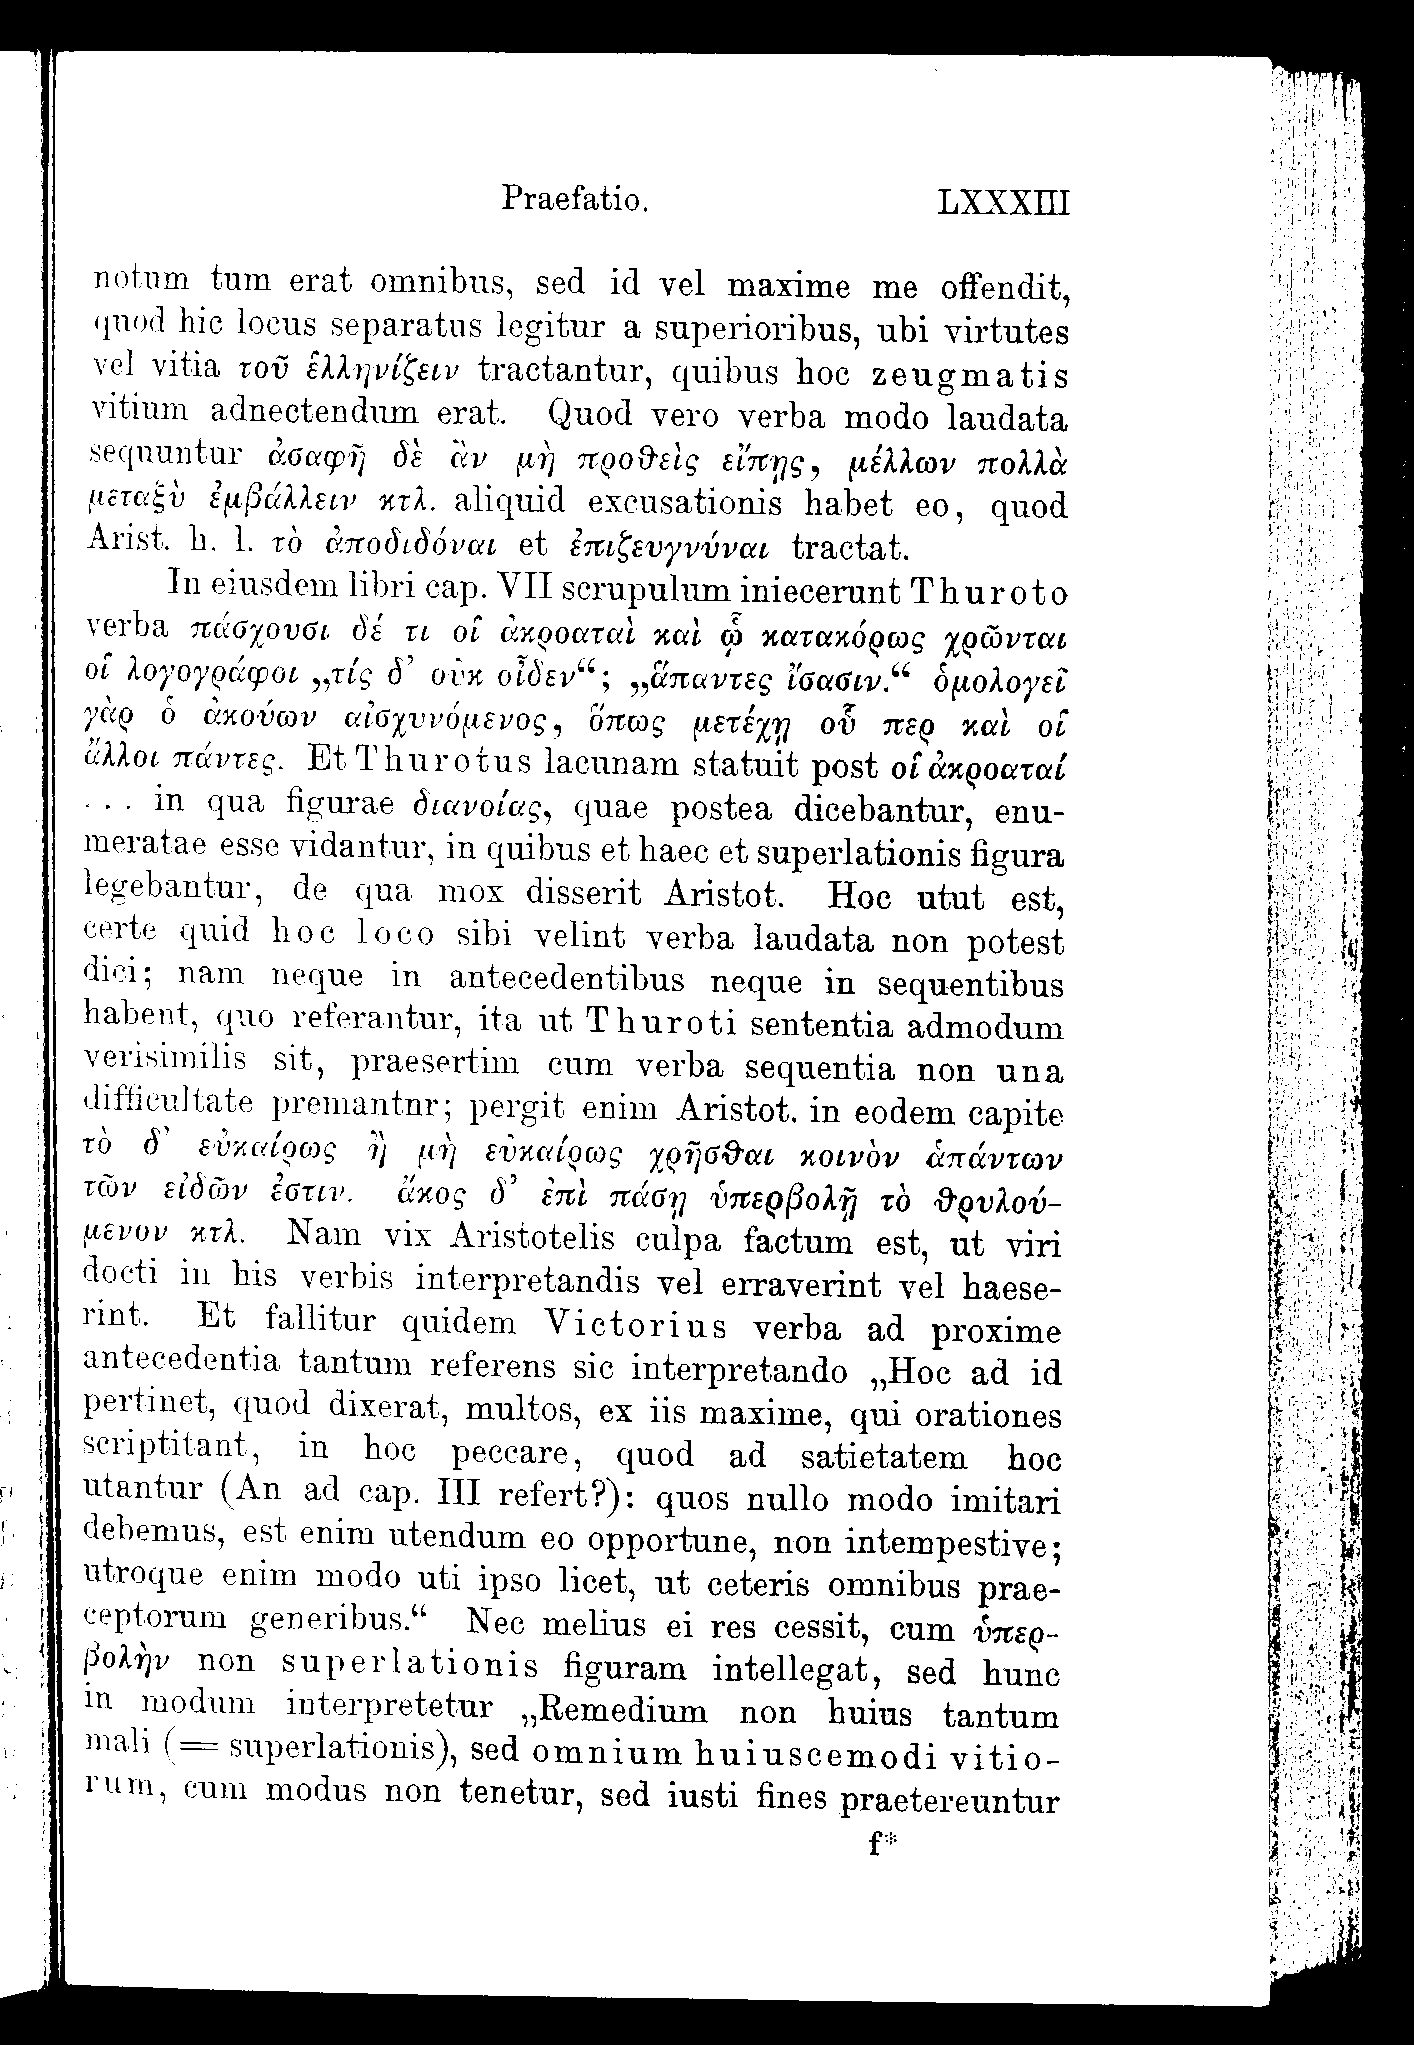 Praefatio. LXXXIII
notum tum erat omnibus, sed id vel maxime me offendit,
quod hic locus separatus legitur a superioribus, ubi virtutes
vel vitia τοῦ ἑλληνίζειν tractantur, quibus hoc zeugmatis
vitium adnectendum erat. Quod vero verba modo laudata
sequuntur ἀσαφῆ δὲ ἂν μὴ προθεὶς εἴπῃς, μέλλων πολλὰ
μεταξὺ ἐμβάλλειν κτλ. aliquid excusationis habet eo, quod
Arist. h. l. τὸ ἀποδιδόναι et ἐπιζευγνύναι tractat.
In eiusdem libri cap. VII scrupulum iniecerunt Thuroto
verba πάσχουσι δέ τι οἱ ἀκροαταὶ καὶ ᾧ κατακόρως χρῶνται
οἱ λογογράφοι „τίς δ’ οὐκ οἶδεν“; „ἅπαντες ἴσασιν.“ ὁμολογεῖ
γὰρ ὁ ἀκούων αἰσχυνόμενος, ὅπως μετέχῃ οὗ περ καὶ οἱ
ἄλλοι πάντες. Et Thurotus lacunam statuit post οἱ ἀκροαταί
... in qua figurae διανοίας, quae postea dicebantur, enu-
meratae esse vidantur, in quibus et haec et superlationis figura
legebantur, de qua mox disserit Aristot. Hoc utut est,
certe quid hoc loco sibi velint verba laudata non potest
dici; nam neque in antecedentibus neque in sequentibus
habent, quo referantur, ita ut Thuroti sententia admodum
verisimilis sit, praesertim cum verba sequentia non una
difficultate premantnr; pergit enim Aristot. in eodem capite
τὸ δ’ εὐκαίρως ἢ μὴ εὐκαίρως χρῆσθαι κοινὸν ἁπάντων
τῶν εἰδῶν ἐστιν. ἄκος δ’ ἐπὶ πάσῃ ὑπερβολῇ τὸ θρυλού-
μενον κτλ. Nam vix Aristotelis culpa factum est, ut viri
docti in his verbis interpretandis vel erraverint vel haese-
rint. Et fallitur quidem Victorius verba ad proxime
antecedentia tantum referens sic interpretando „Hoc ad id
pertinet, quod dixerat, multos, ex iis maxime, qui orationes
scriptitant, in hoc peccare, quod ad satietatem hoc
utantur (An ad cap. III refert?): quos nullo modo imitari
debemus, est enim utendum eo opportune, non intempestive;
utroque enim modo uti ipso licet, ut ceteris omnibus prae-
ceptorum generibus.“ Nec melius ei res cessit, cum ὑπερ-
βολὴν non superlationis figuram intellegat, sed hunc
in modum interpretetur „Remedium non huius tantum
mali (= superlationis), sed omnium huiuscemodi vitio-
rum, cum modus non tenetur, sed iusti fines praetereuntur
f*